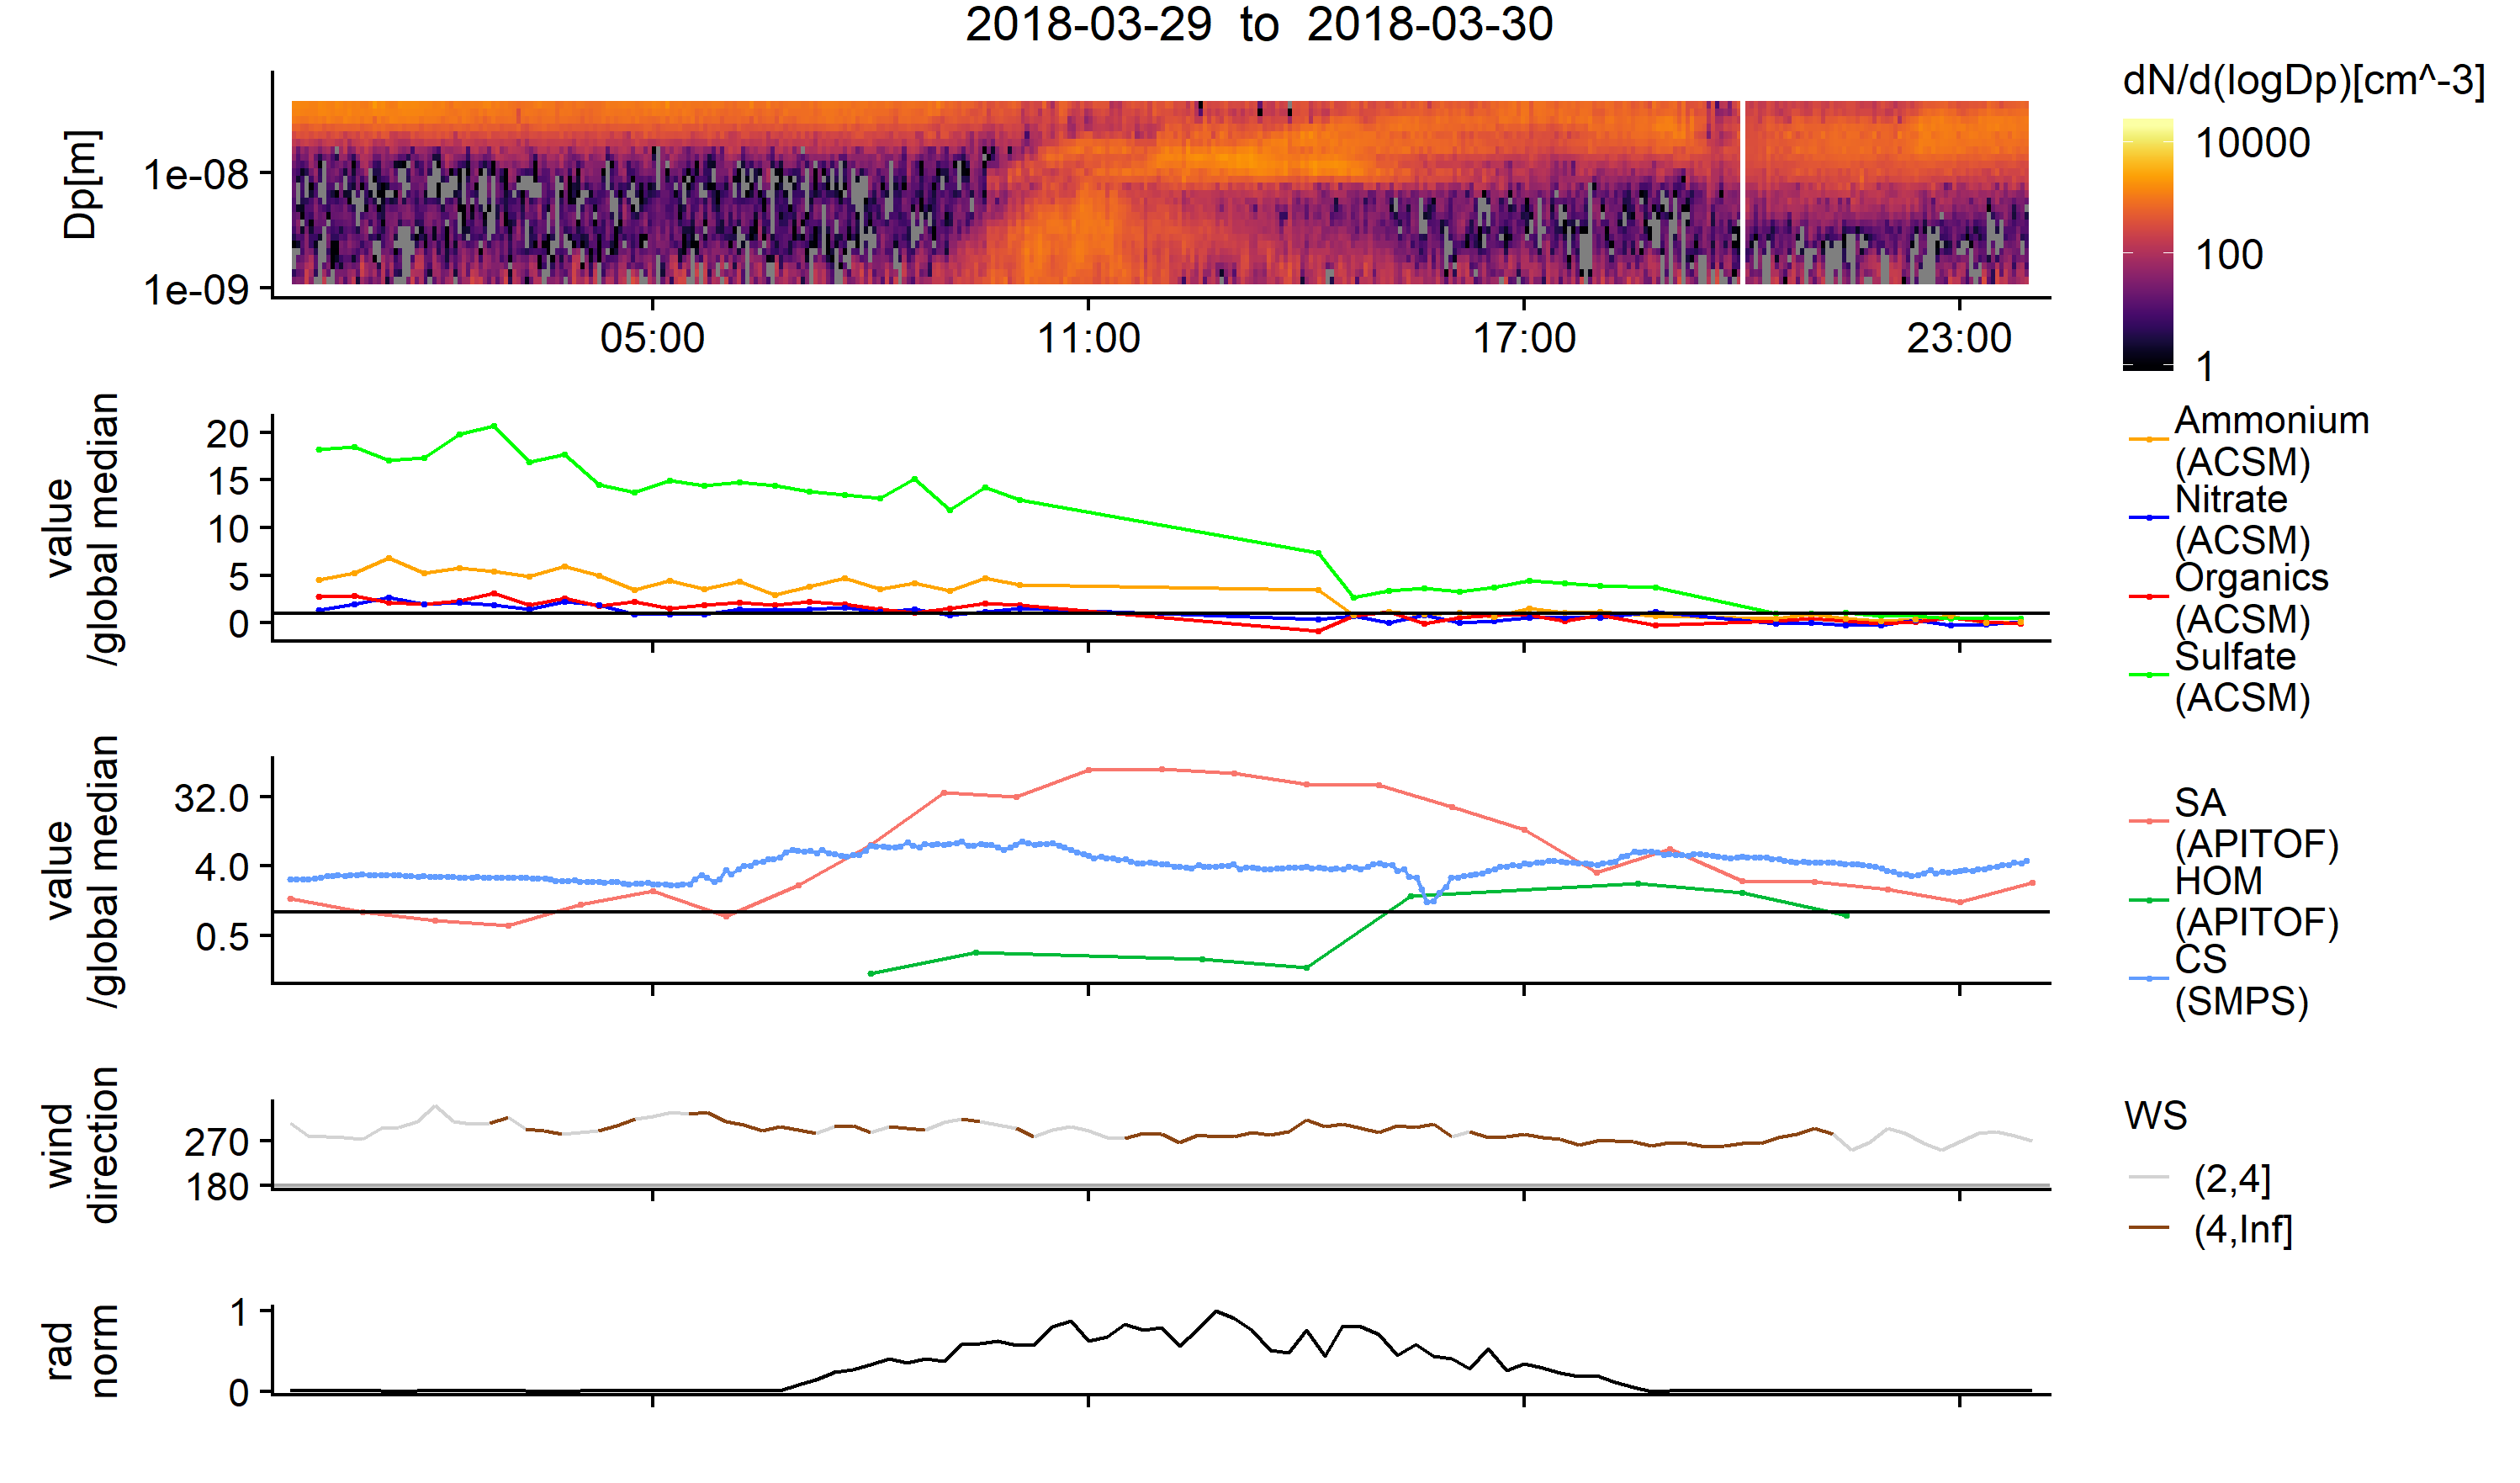 2018-03-29 to 2018-03-30
Dp[m]
1e-08
1e-09
05:00
11:00
17:00
23:00
dN/d(logDp)[cm^-3]
10000
100
1
value
/global median
20
15
10
5
0
Ammonium
(ACSM)
Nitrate
(ACSM)
Organics
(ACSM)
Sulfate
(ACSM)
value
/global median
32.0
4.0
0.5
SA
(APITOF)
HOM
(APITOF)
CS
(SMPS)
wind
direction
270
180
WS
(2,4]
(4,Inf]
rad
norm
1
0